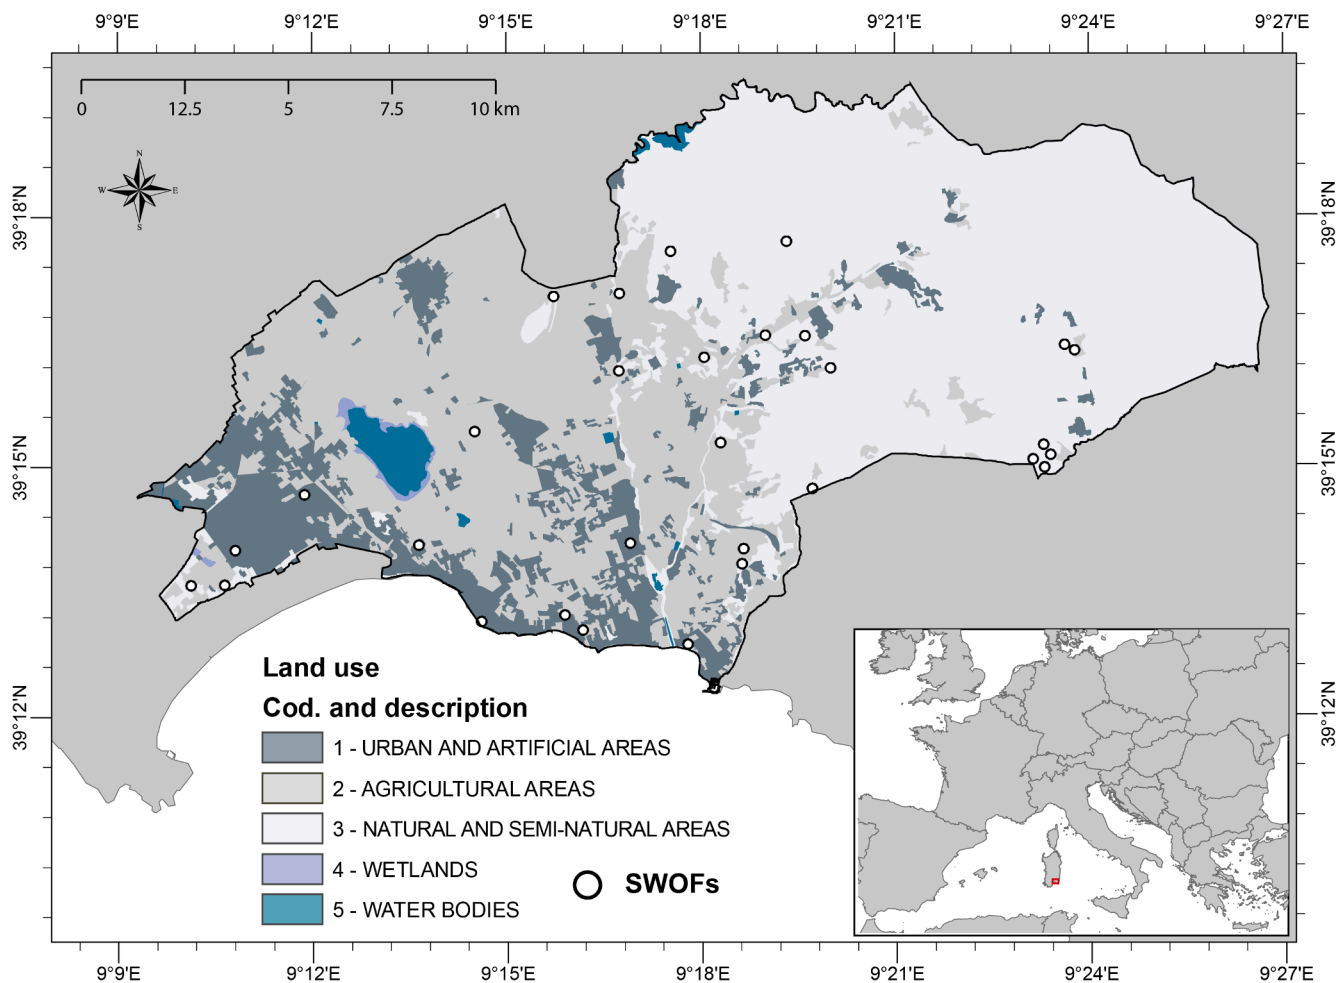 9°9'E 9°12'E 9°15'E 9°18'E 9°21'E 9°24'E 9°27'E
0 12.5 5 7.5 10 km
N
W E
S
39°18'N 39°18'N
39°15'N 39°15'N
39°12'N 39°12'N
Land use
Cod. and description
1 - URBAN AND ARTIFICIAL AREAS
2 - AGRICULTURAL AREAS
3 - NATURAL AND SEMI-NATURAL AREAS
4 - WETLANDS
5 - WATER BODIES
SWOFs
9°9'E 9°12'E 9°15'E 9°18'E 9°21'E 9°24'E 9°27'E